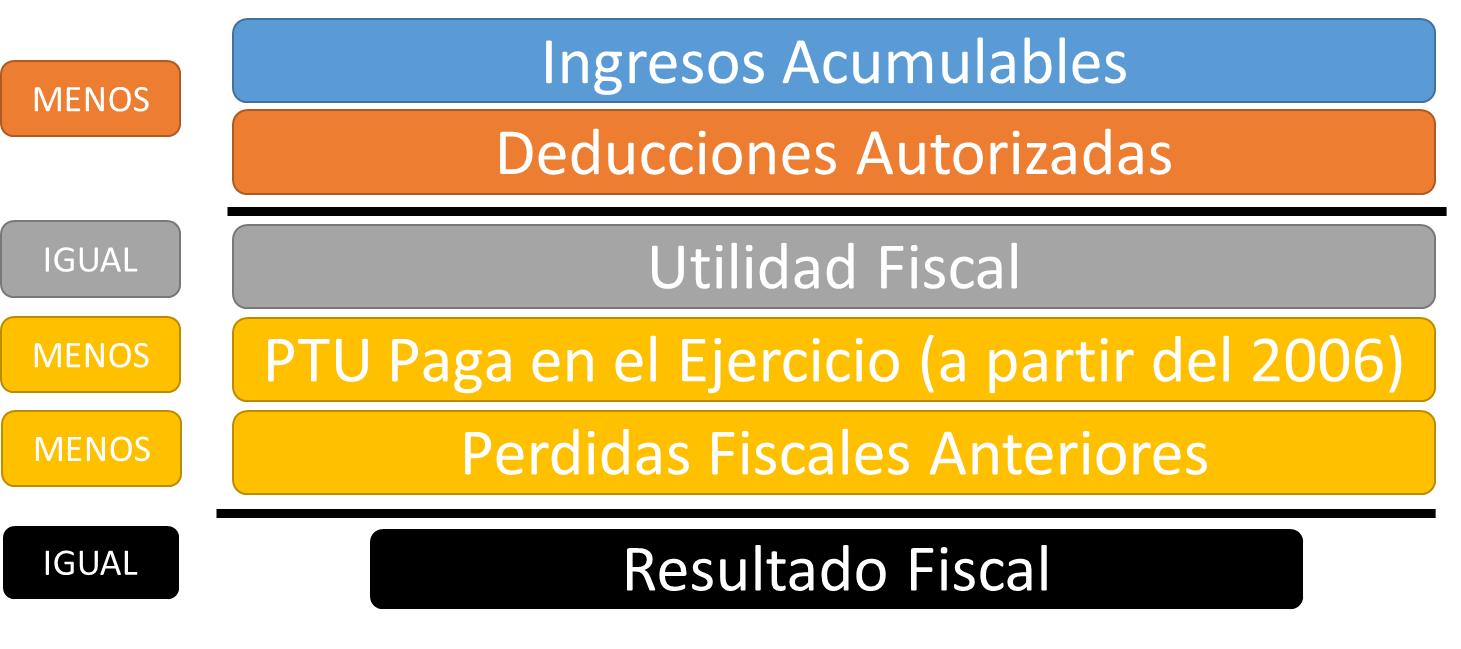 Ingresos Acumulables
MENOS
Deducciones Autorizadas
IGUAL
Utilidad Fiscal
MENOS
PTU Paga en el Ejercicio (a partir del 2006)
MENOS
Perdidas Fiscales Anteriores
IGUAL
Resultado Fiscal